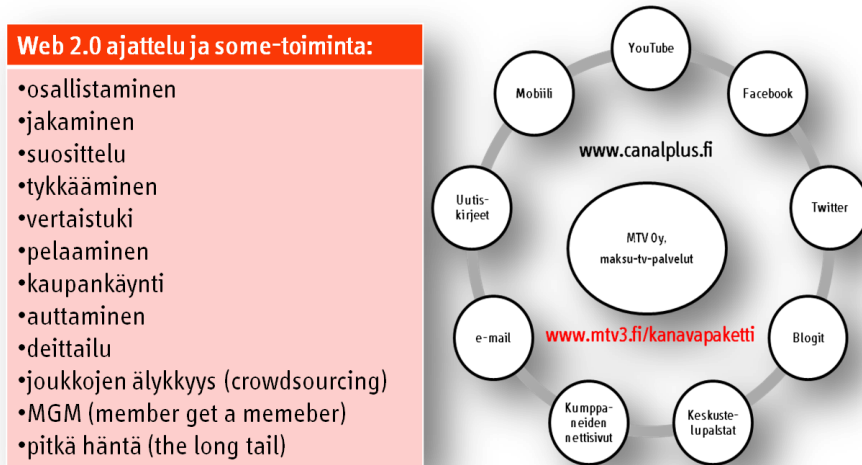 Web 2.0 ajattelu ja some-toiminta:
•osallistaminen
•jakaminen
•suosittelu
•tykkääminen
•vertaistuki
•pelaaminen
•kaupankäynti
•auttaminen
•deittailu
•joukkojen älykkyys (crowdsourcing)
•MGM (member get a memeber)
•pitkä häntä (the long tail)
YouTube
Mobiili
Facebook
www.canalplus.fi
Uutis-
kirjeet
Twitter
MTV Oy,
maksu-tv-palvelut
e-mail
www.mtv3.fi/kanavapaketti
Blogit
Kumppa-
neiden
nettisivut
Keskuste-
lupalstat